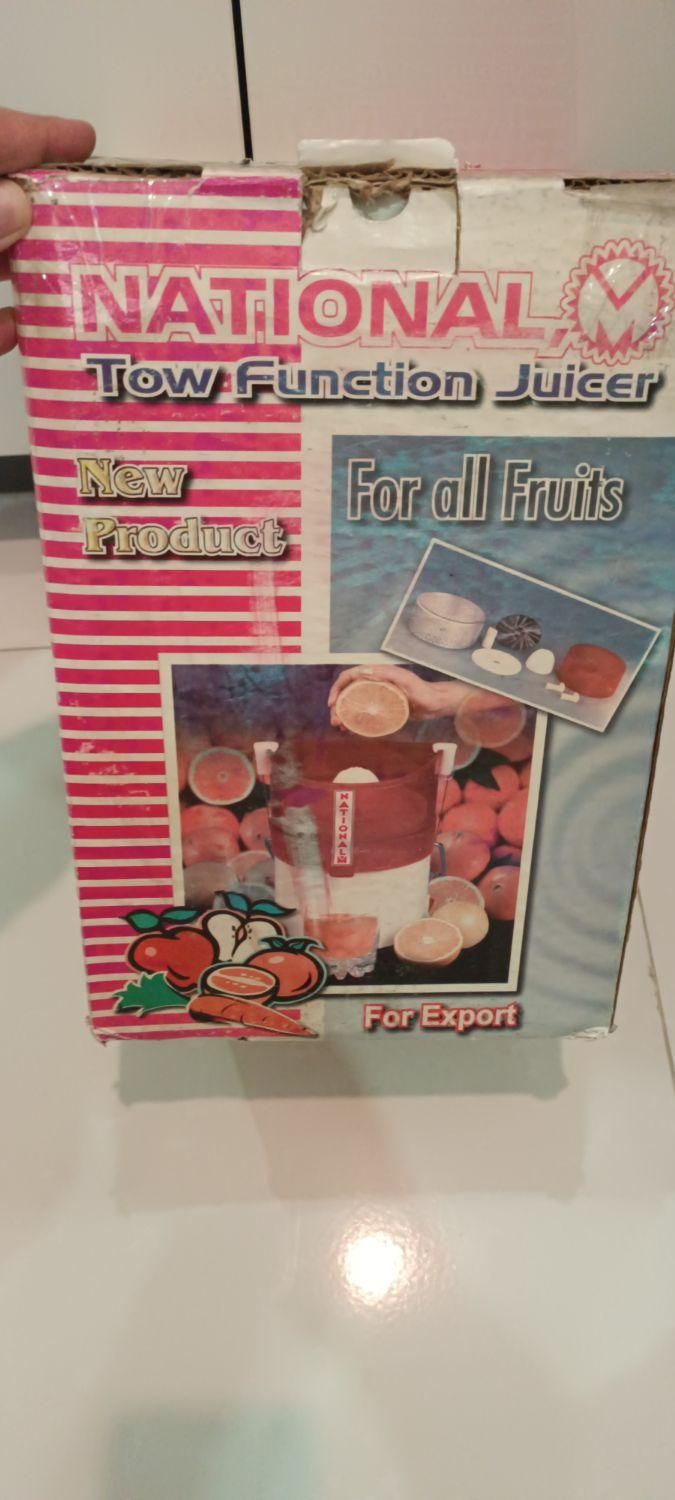 NATIONAL, M
Tow Function Juicer
New
Product
For all Fruits
NATIONAL M
For Export